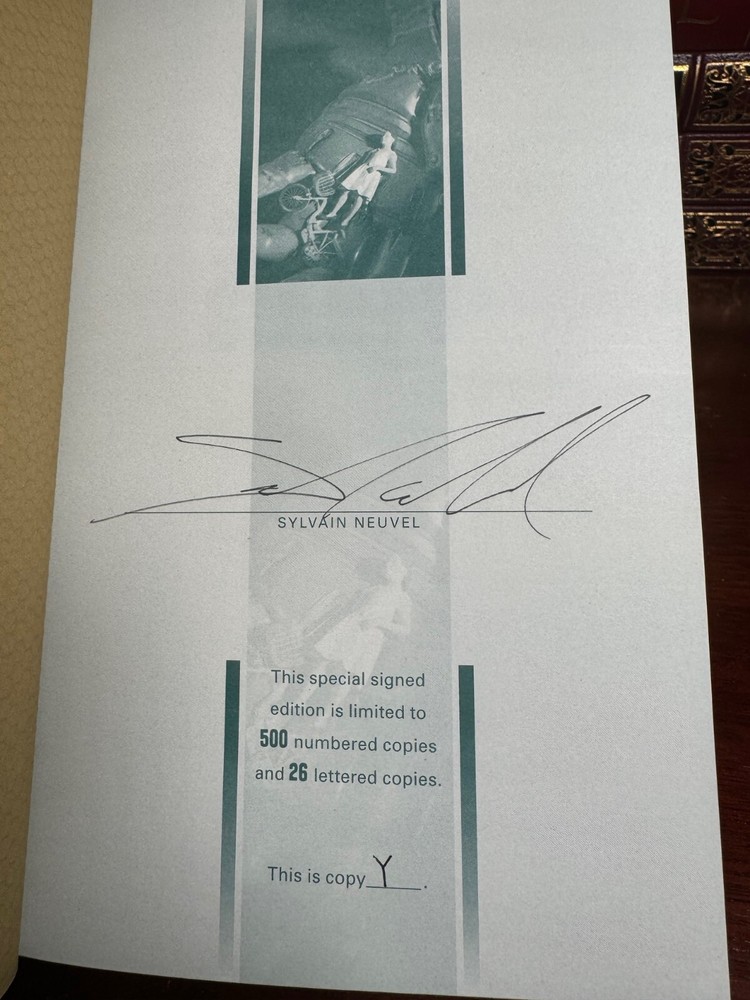 SYLVAIN NEUVEL
This special signed
edition is limited to
500 numbered copies
and 26 lettered copies.
This is copy Y.